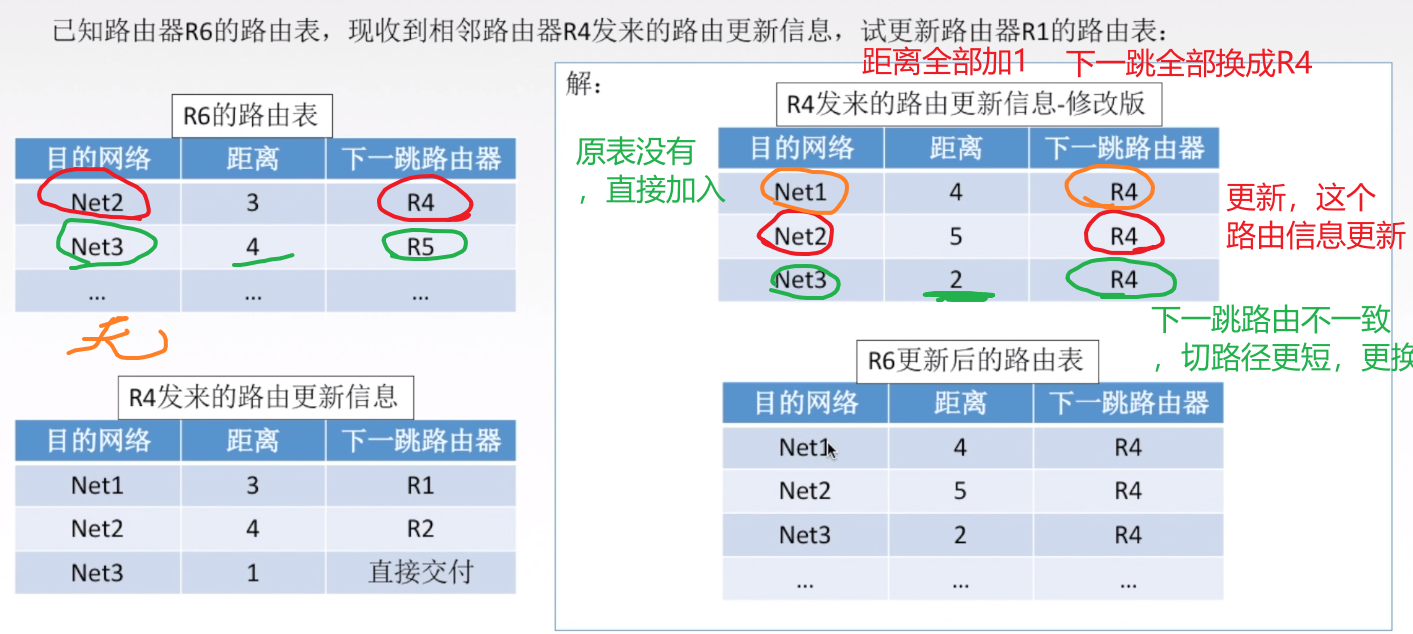 已知路由器R6的路由表，现收到相邻路由器R4发来的路由更新信息，试更新路由器R1的路由表：
距离全部加1 下一跳全部换成R4
解：
R6的路由表
目的网络 距离 下一跳路由器
Net2 3 R4
Net3 4 R5
... ... ...
无
R4发来的路由更新信息
目的网络 距离 下一跳路由器
Net1 3 R1
Net2 4 R2
Net3 1 直接交付
R4发来的路由更新信息-修改版
原表没有
，直接加入
目的网络 距离 下一跳路由器
Net1 4 R4
Net2 5 R4
Net3 2 R4
更新，这个
路由信息更新
下一跳路由不一致
，切路径更短，更换
R6更新后的路由表
目的网络 距离 下一跳路由器
Net1 4 R4
Net2 5 R4
Net3 2 R4
... ... ...